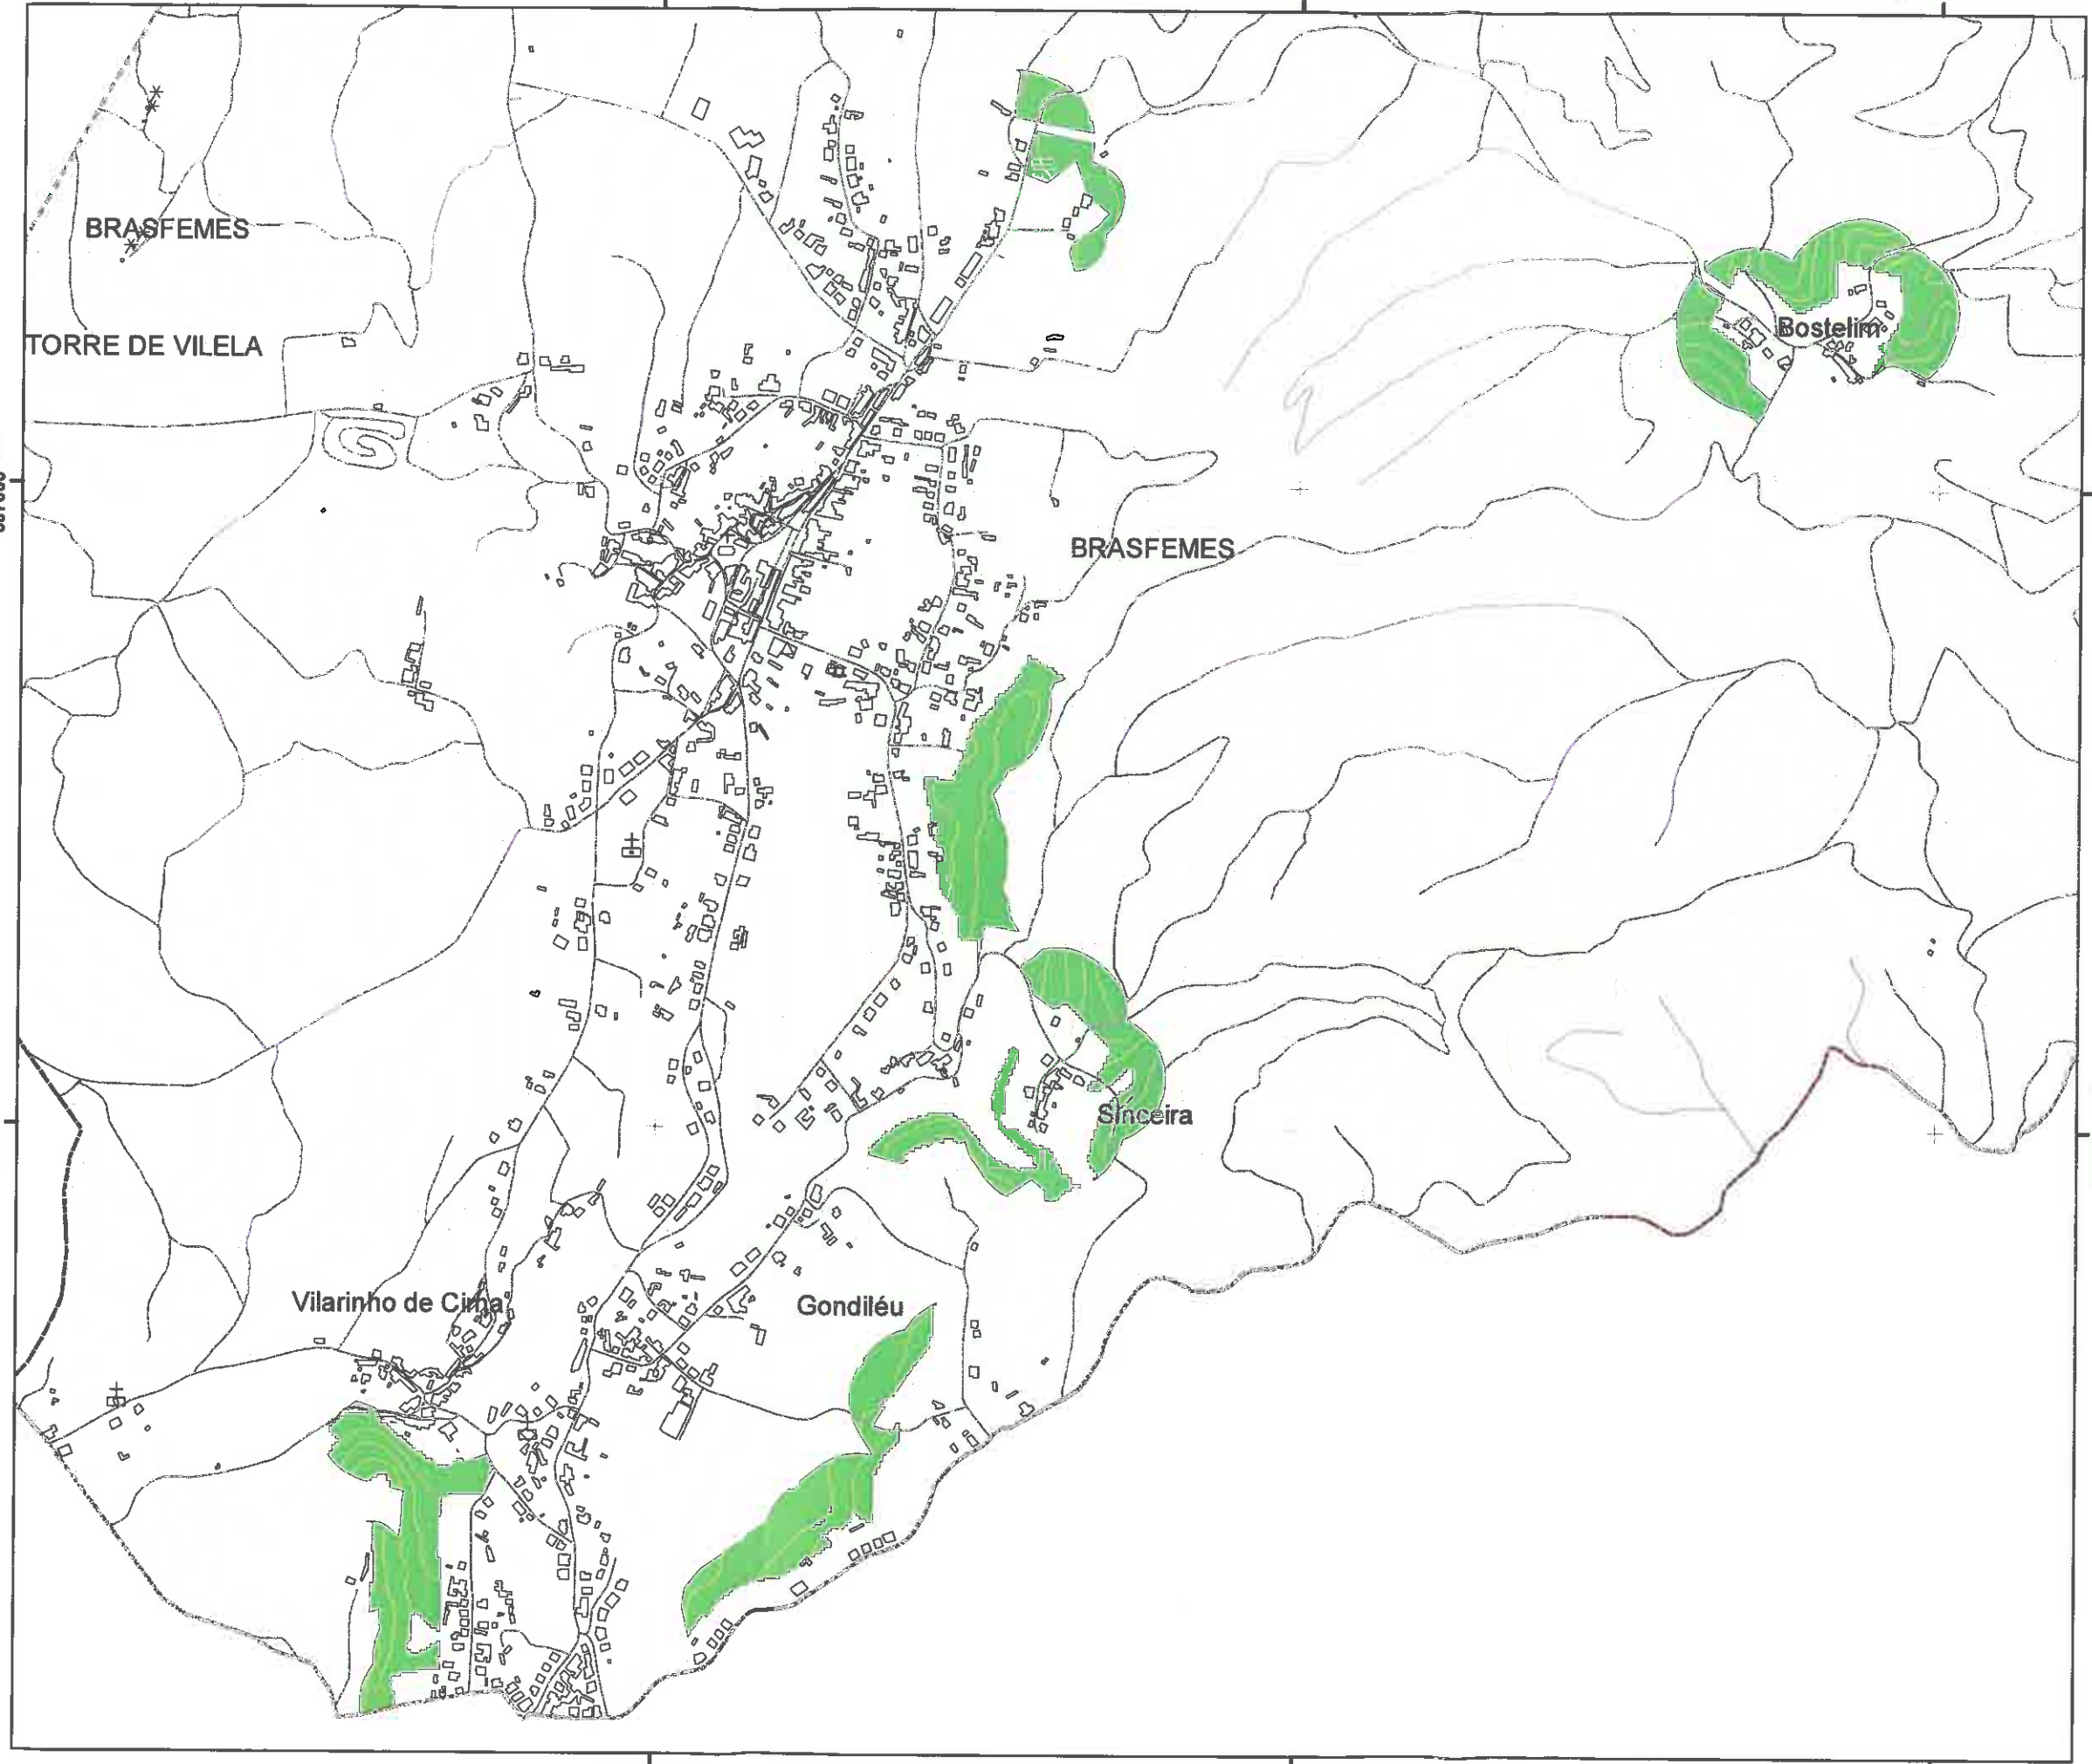 BRASFEMES
Bostelim
TORRE DE VILELA
BRASFEMES
Sinceira
Vilarinho de Cima
Gondiléu